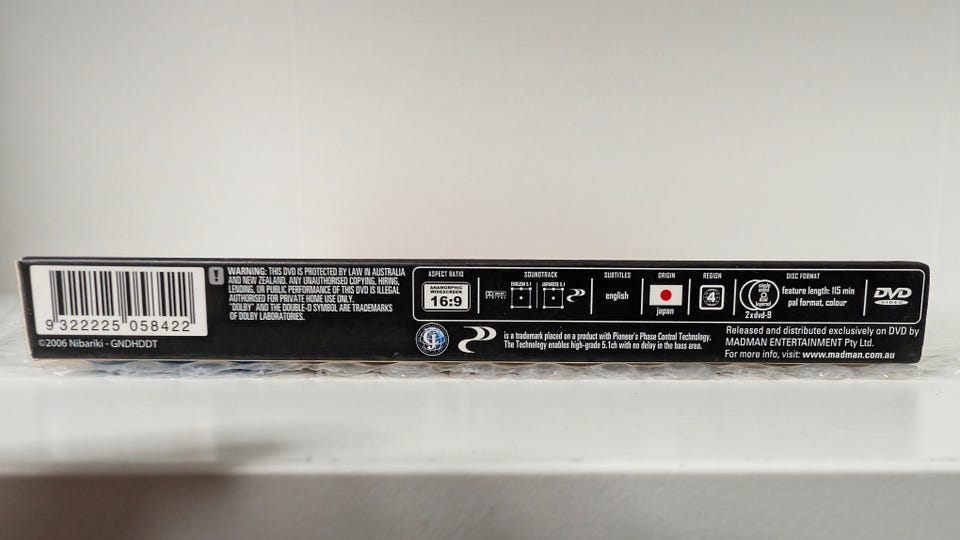 9 322225 058422
©2006 Nibariki - GNDHDDT
WARNING: THIS DVD IS PROTECTED BY LAW IN AUSTRALIA
AND NEW ZEALAND. ANY UNAUTHORISED COPYING, HIRING,
LENDING, OR PUBLIC PERFORMANCE OF THIS DVD IS ILLEGAL
AUTHORISED FOR PRIVATE HOME USE ONLY.
"DOLBY" AND THE DOUBLE-D SYMBOL ARE TRADEMARKS
OF DOLBY LABORATORIES.
ASPECT RATIO
ANAMORPHIC
WIDESCREEN
16:9
SOUNDTRACK
ENGLISH 5.1
JAPANESE 5.1
SUBTITLES
english
ORIGIN
japan
REGION
4
DISC FORMAT
single
sided
dual
layered
2xdvd-9
feature length: 115 min
pal format, colour
DVD
VIDEO
is a trademark placed on a product with Pioneer's Phase Control Technology.
The Technology enables high-grade 5.1ch with no delay in the bass area.
Released and distributed exclusively on DVD by
MADMAN ENTERTAINMENT Pty Ltd.
For more info, visit: www.madman.com.au